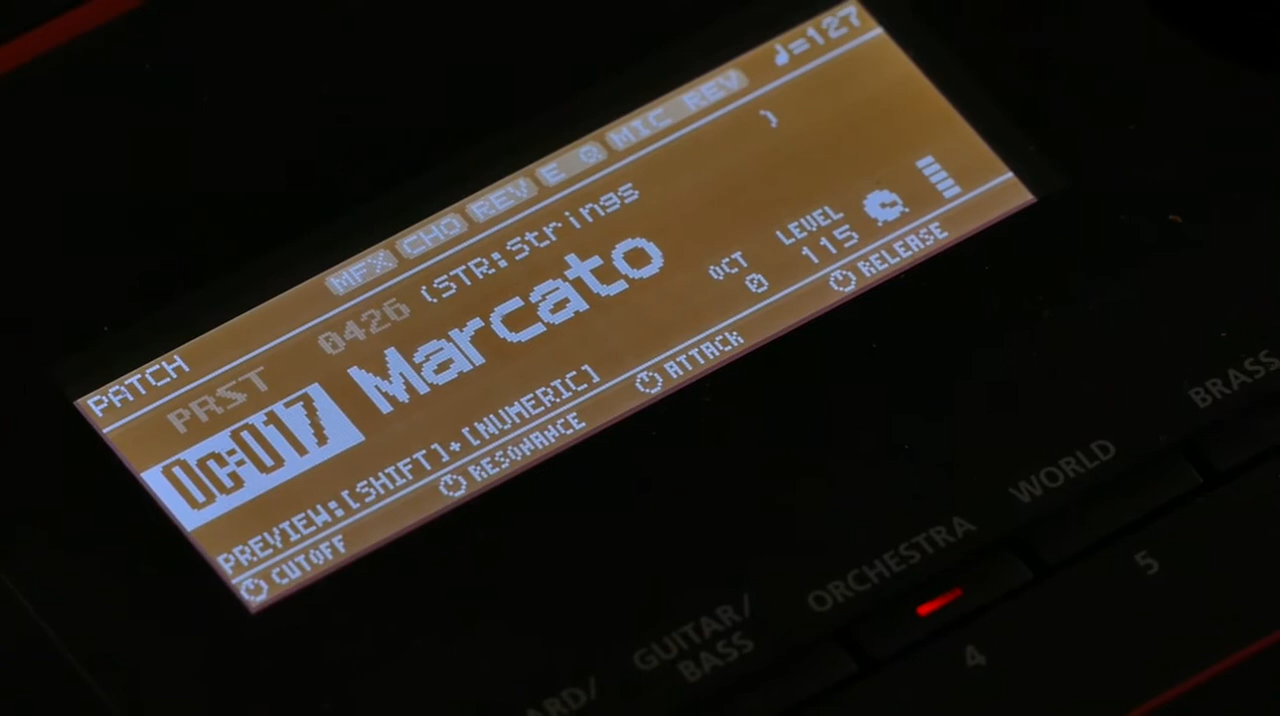 PATCH MFX CHO REV E Q MIC REV ♩=127
PRST 0426 (STR:Strings )
0c:017 Marcato
OCT LEVEL
0 115
PREVIEW:[SHIFT]+[NUMERIC]
CUTOFF RESONANCE ATTACK RELEASE
BRASS
WORLD
ORCHESTRA
GUITAR/
BASS
ARD/
4 5